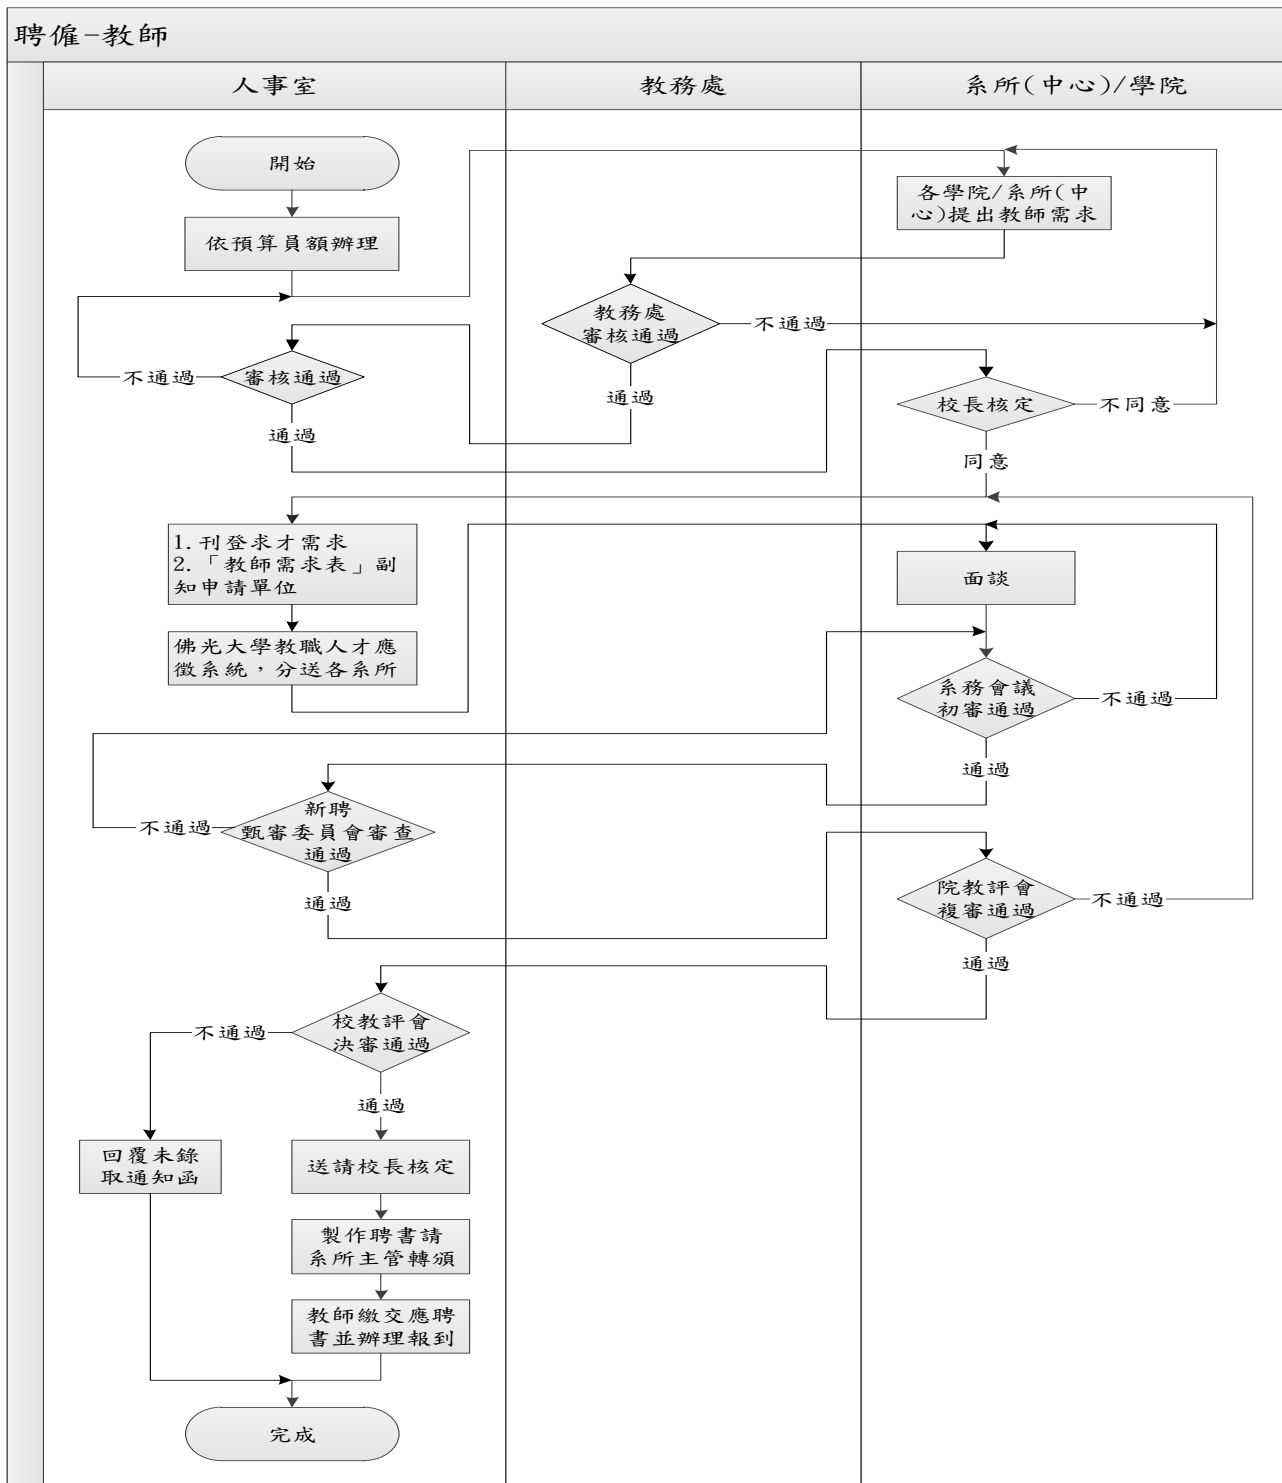 聘僱-教師
人事室
教務處
系所(中心)/學院
開始
依預算員額辦理
各學院/系所(中
心)提出教師需求
教務處
審核通過
不通過
通過
審核通過
不通過
通過
校長核定
不同意
同意
1.刊登求才需求
2.「教師需求表」副
知申請單位
佛光大學教職人才應
徵系統，分送各系所
面談
系務會議
初審通過
不通過
通過
新聘
甄審委員會審查
通過
不通過
通過
院教評會
複審通過
不通過
通過
校教評會
決審通過
不通過
通過
回覆未錄
取通知函
送請校長核定
製作聘書請
系所主管轉頒
教師繳交應聘
書並辦理報到
完成